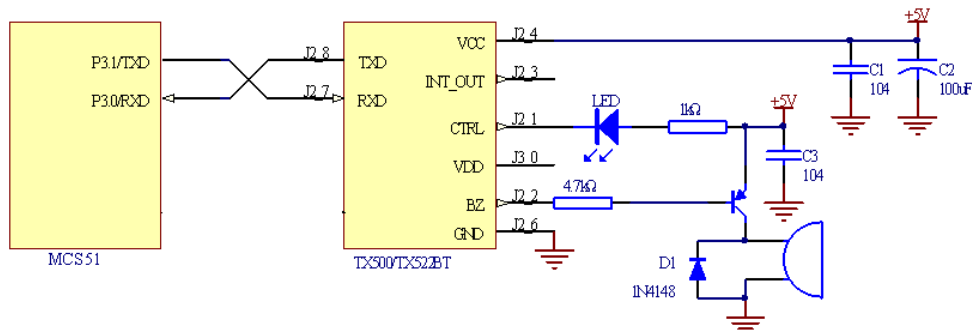 +5V
J2_4
VCC
J2_8
P3.1/TXD
TXD
C1
C2
J2_3
INT_OUT
104
100uF
J2_7
P3.0/RXD
RXD
LED
1kΩ
+5V
J2_1
CTRL
C3
J3_0
VDD
104
4.7kΩ
J2_2
BZ
J2_6
GND
MCS51
TX500/TX522BT
D1
1N4148